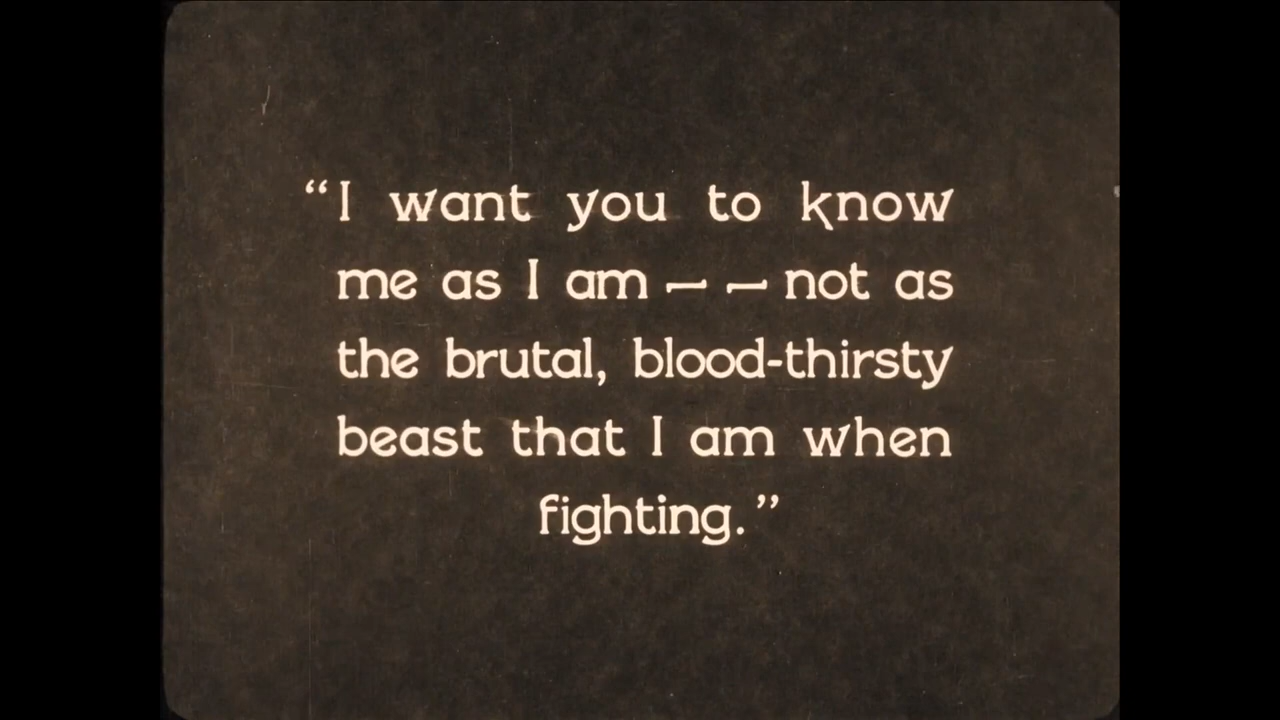 “I want you to know
me as I am — — not as
the brutal, blood-thirsty
beast that I am when
fighting.”